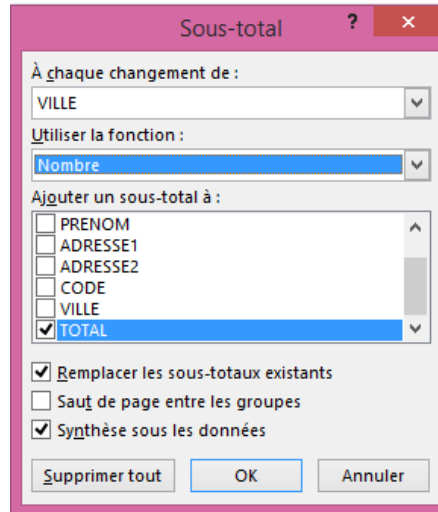 Sous-total ? ×
À chaque changement de :
VILLE
Utiliser la fonction :
Nombre
Ajouter un sous-total à :
PRENOM
ADRESSE1
ADRESSE2
CODE
VILLE
TOTAL
Remplacer les sous-totaux existants
Saut de page entre les groupes
Synthèse sous les données
Supprimer tout OK Annuler